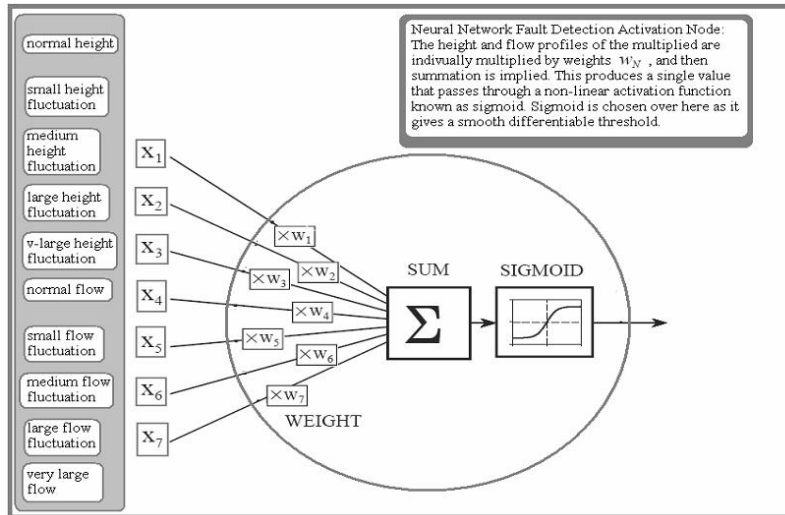 normal height
small height
fluctuation
medium
height
fluctuation
large height
fluctuation
v-large height
fluctuation
normal flow
small flow
fluctuation
medium flow
fluctuation
large flow
fluctuation
very large
flow
X1
X2
X3
X4
X5
X6
X7
×w1
×w2
×w3
×w4
×w5
×w6
×w7
WEIGHT
SUM
Σ
SIGMOID
Neural Network Fault Detection Activation Node:
The height and flow profiles of the multiplied are
indivually multiplied by weights wN , and then
summation is implied. This produces a single value
that passes through a non-linear activation function
known as sigmoid. Sigmoid is chosen over here as it
gives a smooth differentiable threshold.